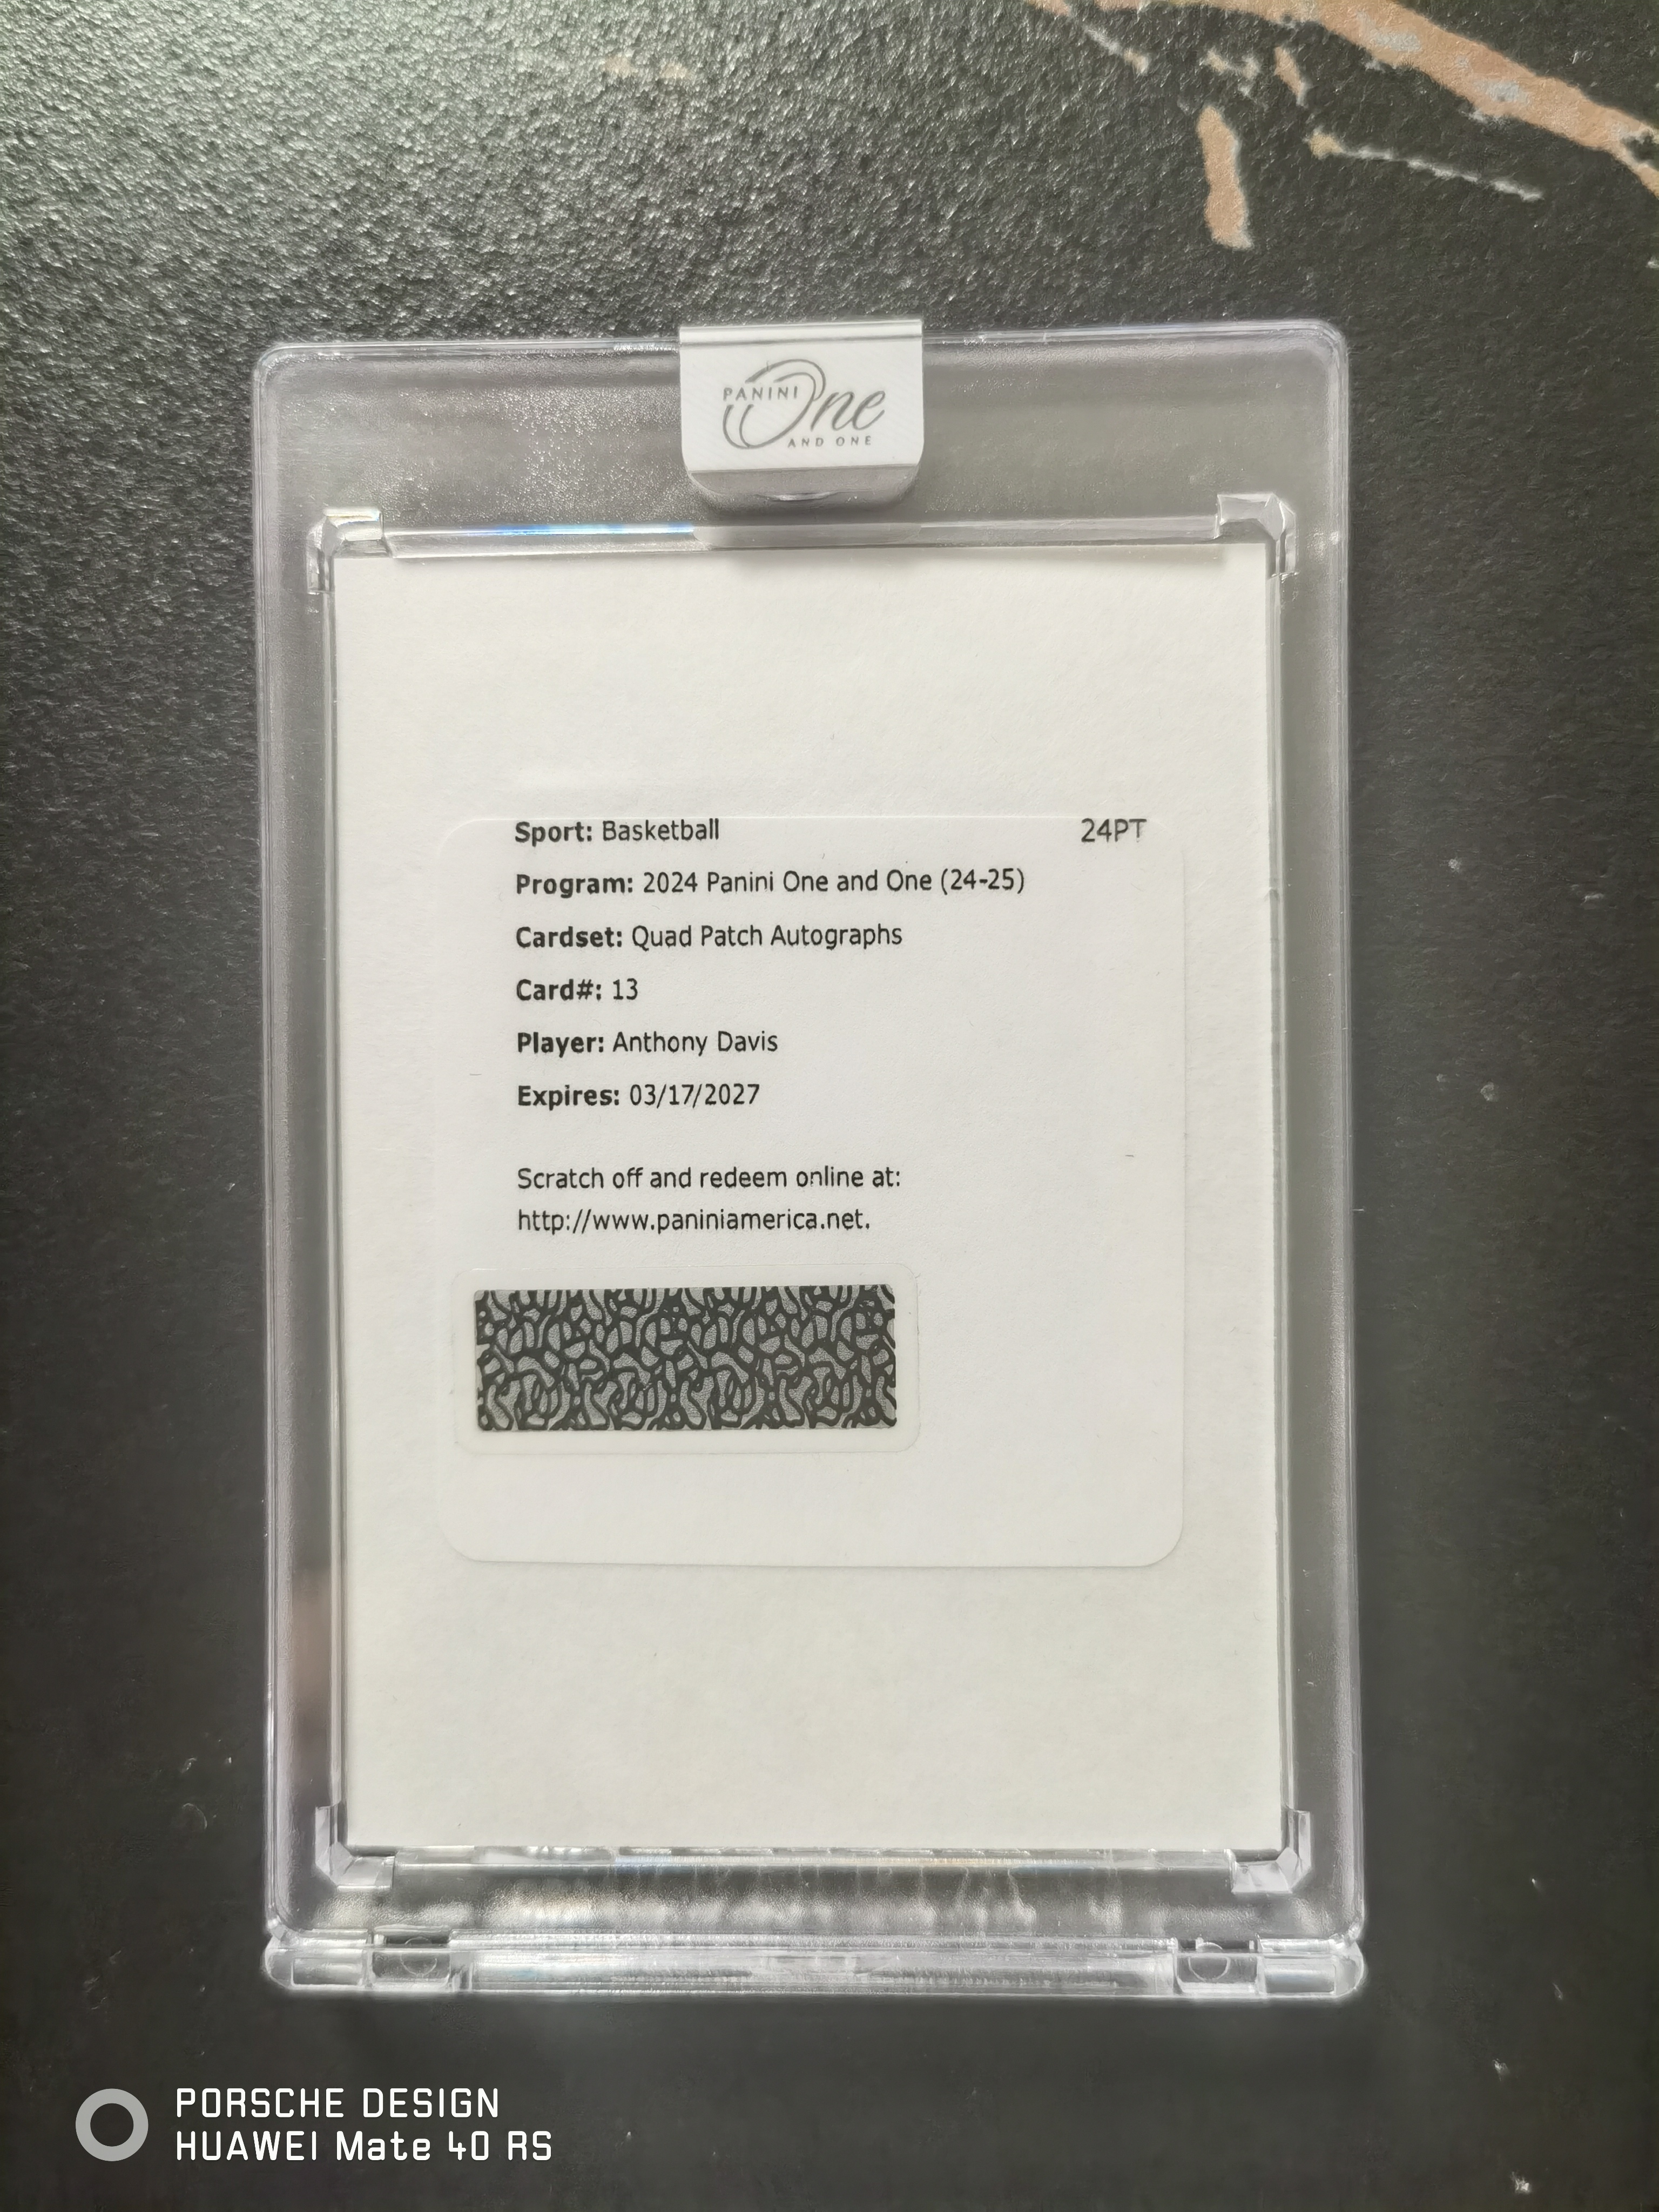 PANINI
One
AND ONE
Sport: Basketball 24PT
Program: 2024 Panini One and One (24-25)
Cardset: Quad Patch Autographs
Card#: 13
Player: Anthony Davis
Expires: 03/17/2027
Scratch off and redeem online at:
http://www.paniniamerica.net.
PORSCHE DESIGN
HUAWEI Mate 40 RS